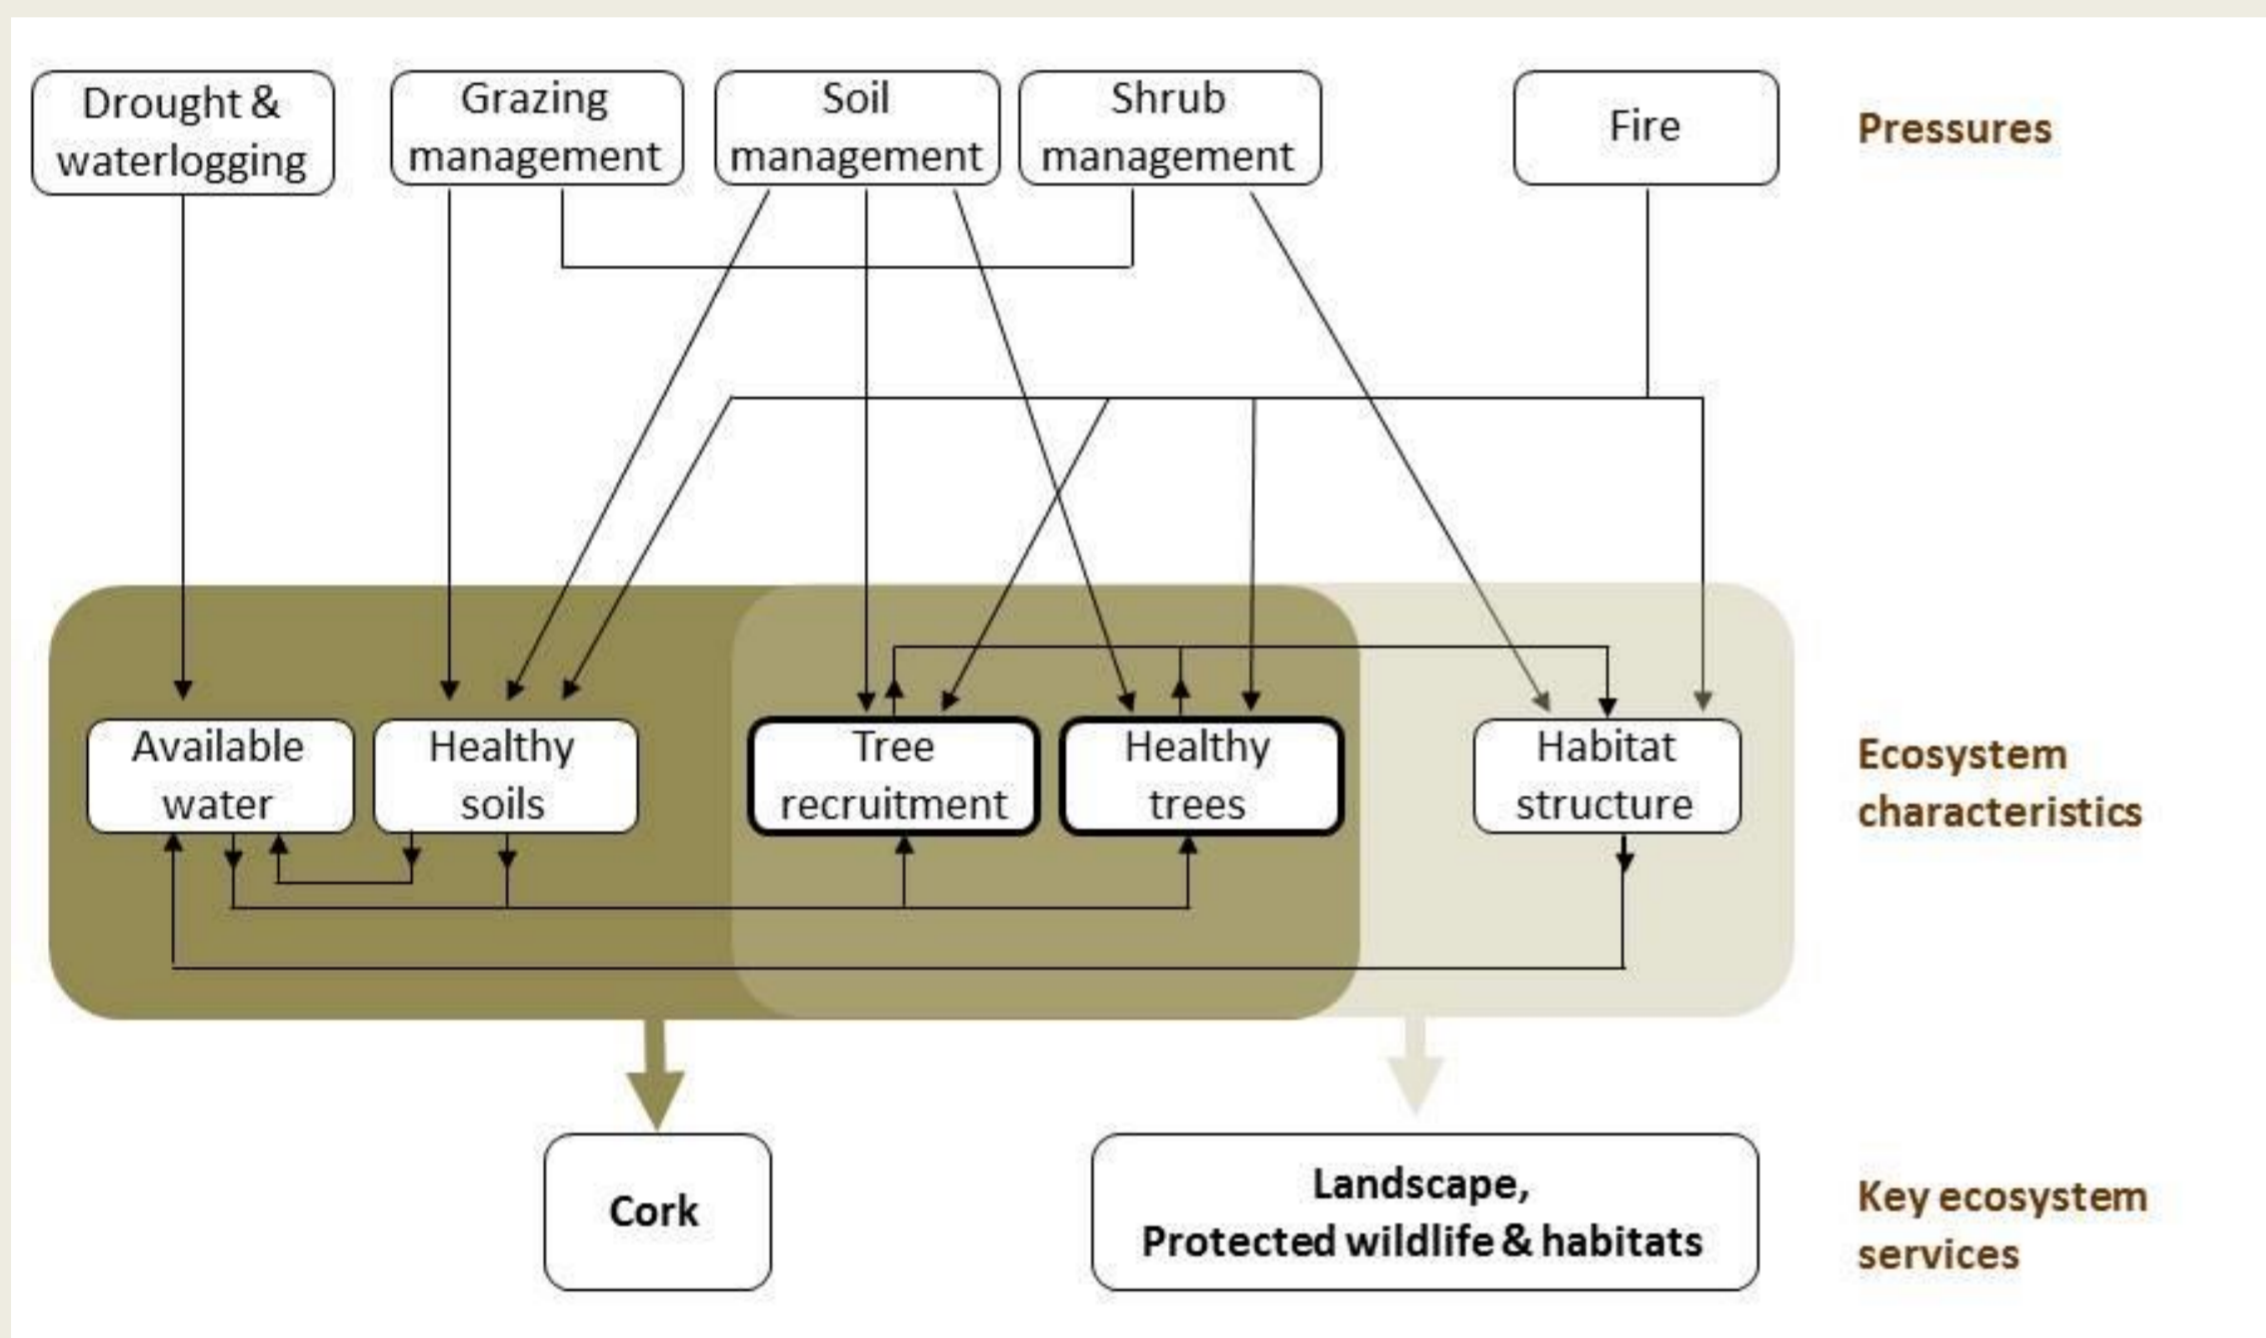 Drought &
waterlogging
Grazing
management
Soil
management
Shrub
management
Fire
Pressures
Available
water
Healthy
soils
Tree
recruitment
Healthy
trees
Habitat
structure
Ecosystem
characteristics
Cork
Landscape,
Protected wildlife & habitats
Key ecosystem
services